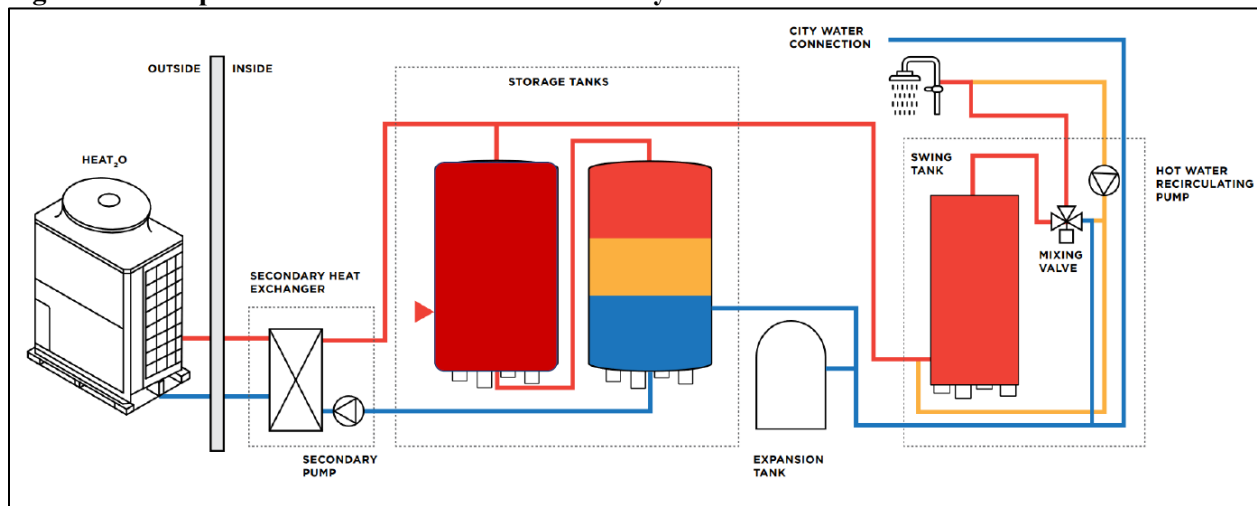 CITY WATER
CONNECTION
OUTSIDE
INSIDE
STORAGE TANKS
HEAT₂O
SWING
TANK
HOT WATER
RECIRCULATING
PUMP
MIXING
VALVE
SECONDARY HEAT
EXCHANGER
SECONDARY
PUMP
EXPANSION
TANK